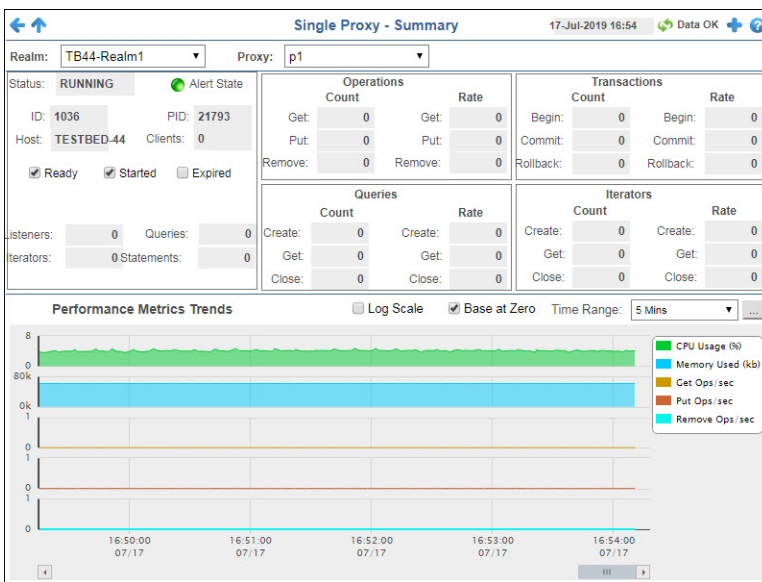 Single Proxy - Summary 17-Jul-2019 16:54 Data OK
Realm: TB44-Realm1 Proxy: p1
Status: RUNNING Alert State
ID: 1036 PID: 21793
Host: TESTBED-44 Clients: 0
Ready Started Expired
Listeners: 0 Queries: 0
Iterators: 0 Statements: 0
Operations
Count Rate
Get: 0 Get: 0
Put: 0 Put: 0
Remove: 0 Remove: 0
Transactions
Count Rate
Begin: 0 Begin: 0
Commit: 0 Commit: 0
Rollback: 0 Rollback: 0
Queries
Count Rate
Create: 0 Create: 0
Get: 0 Get: 0
Close: 0 Close: 0
Iterators
Count Rate
Create: 0 Create: 0
Get: 0 Get: 0
Close: 0 Close: 0
Performance Metrics Trends Log Scale Base at Zero Time Range: 5 Mins ...
8
0
80k
0k
1
0
1
0
1
0
16:50:00 16:51:00 16:52:00 16:53:00 16:54:00
07/17 07/17 07/17 07/17 07/17
CPU Usage (%)
Memory Used (kb)
Get Ops/sec
Put Ops/sec
Remove Ops/sec